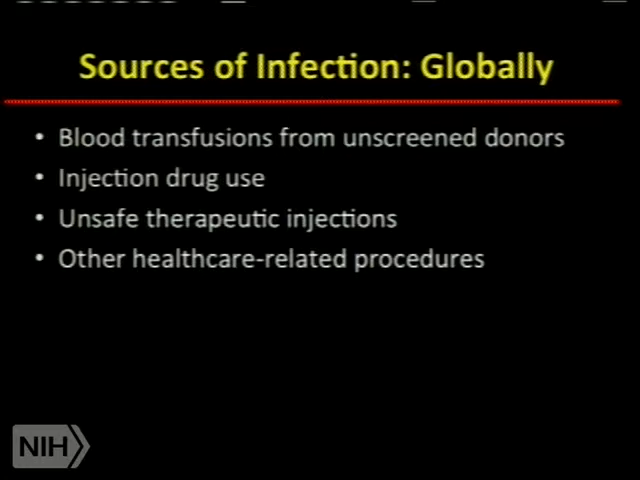 Sources of Infection: Globally
• Blood transfusions from unscreened donors
• Injection drug use
• Unsafe therapeutic injections
• Other healthcare-related procedures
NIH